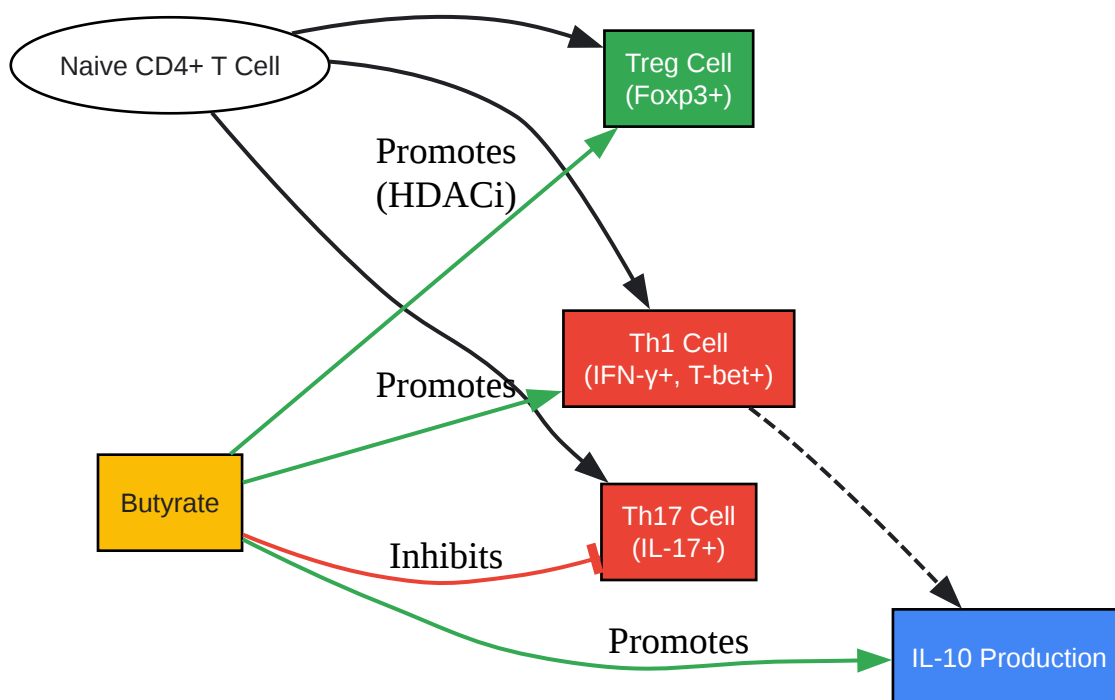 Naive CD4+ T Cell
Treg Cell
(Foxp3+)
Promotes
(HDACi)
Th1 Cell
(IFN-γ+, T-bet+)
Promotes
Butyrate
Th17 Cell
(IL-17+)
Inhibits
Promotes
IL-10 Production